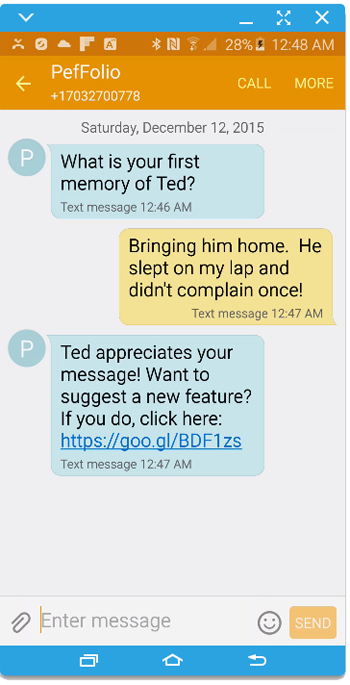 28% 12:48 AM
PefFolio
+17032700778
CALL MORE
Saturday, December 12, 2015
P
What is your first
memory of Ted?
Text message 12:46 AM
Bringing him home. He
slept on my lap and
didn't complain once!
Text message 12:47 AM
P
Ted appreciates your
message! Want to
suggest a new feature?
If you do, click here:
https://goo.gl/BDF1zs
Text message 12:47 AM
Enter message
SEND